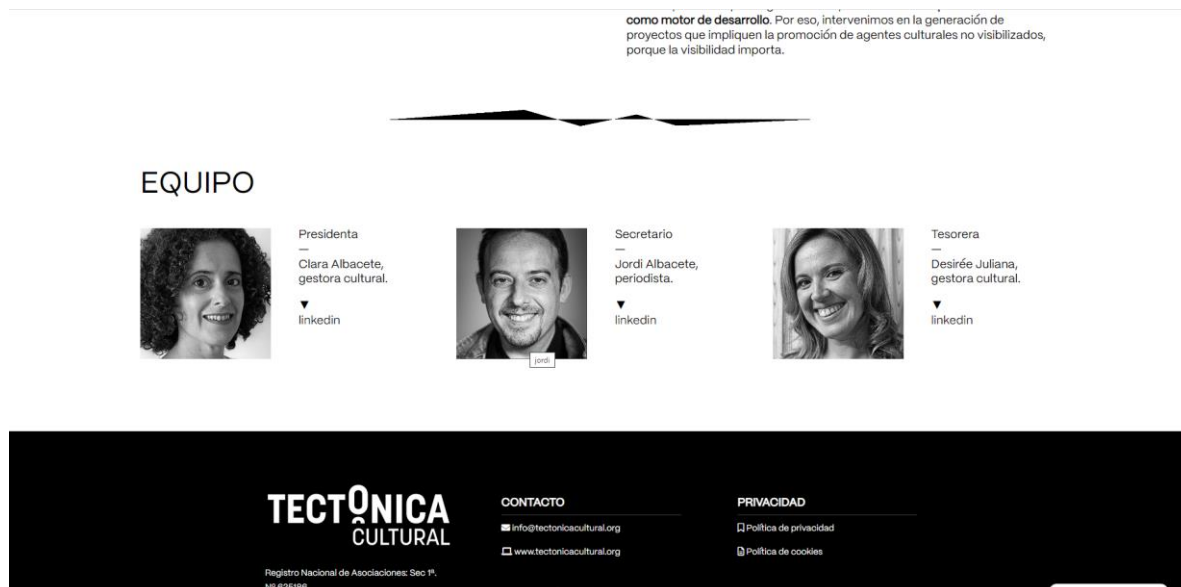 como motor de desarrollo. Por eso, intervenimos en la generación de
proyectos que impliquen la promoción de agentes culturales no visibilizados,
porque la visibilidad importa.
EQUIPO
Presidenta
—
Clara Albacete,
gestora cultural.
▼
linkedin
Secretario
—
Jordi Albacete,
periodista.
▼
linkedin
jordi
Tesorera
—
Desirée Juliana,
gestora cultural.
▼
linkedin
TECTONICA
CULTURAL
Registro Nacional de Asociaciones: Sec 1ª.
Nº 625186
CONTACTO
info@tectonicacultural.org
www.tectonicacultural.org
PRIVACIDAD
Política de privacidad
Política de cookies